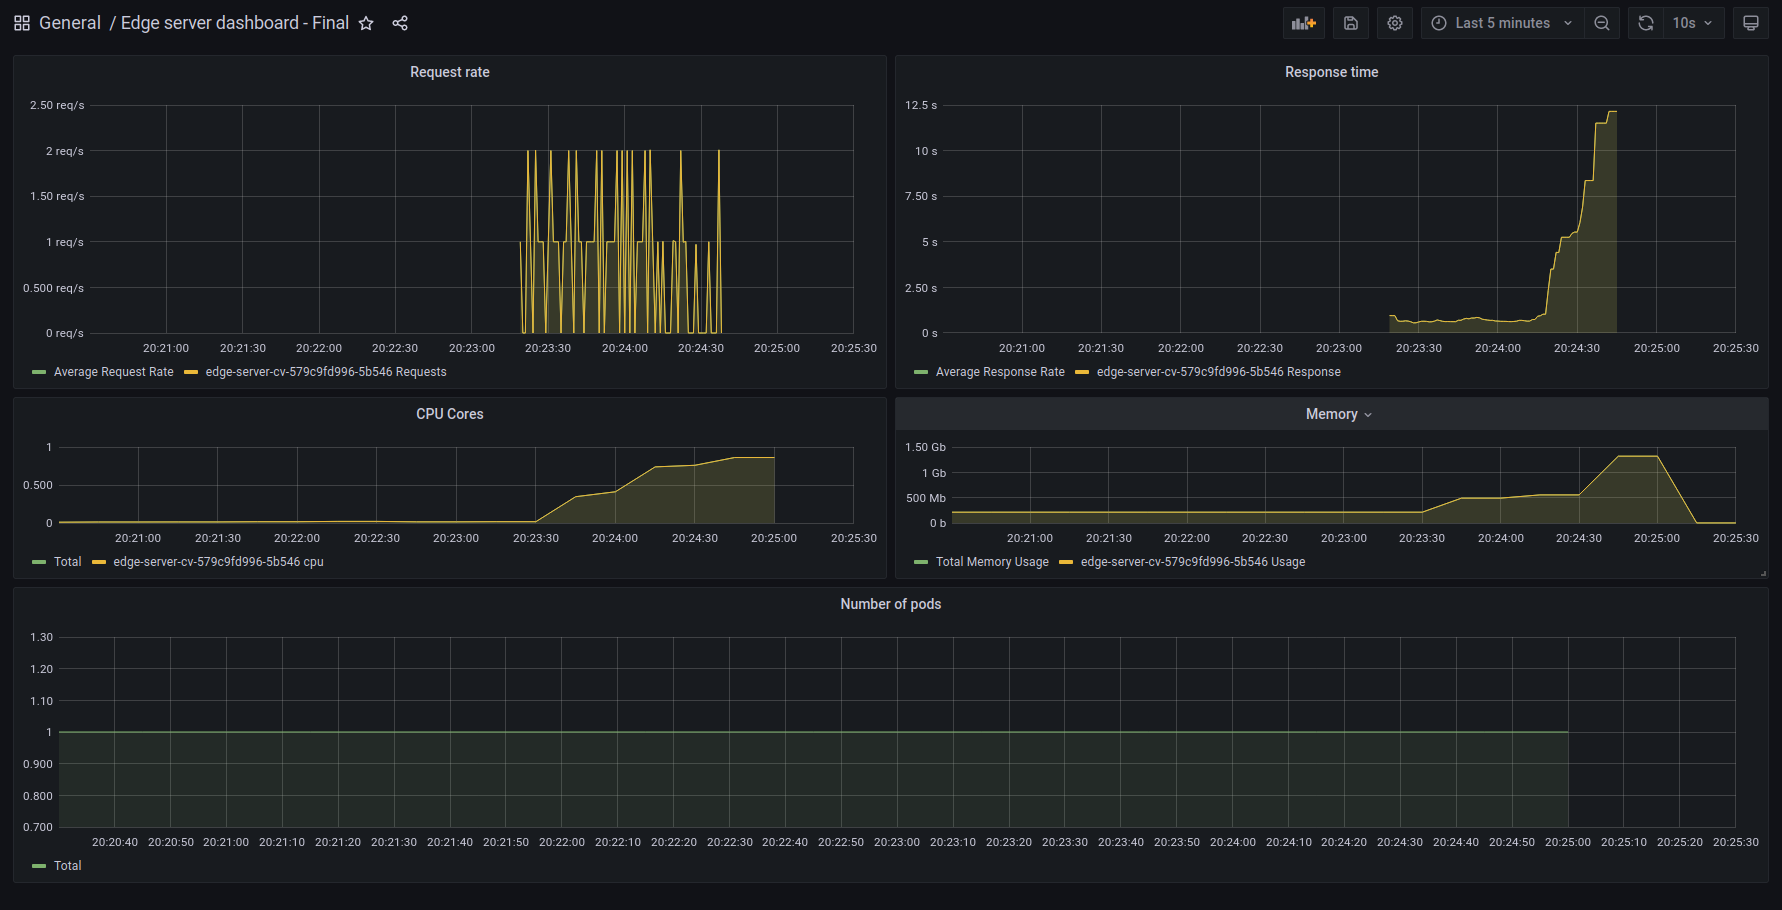 General / Edge server dashboard - Final
Last 5 minutes
10s
Request rate
2.50 req/s
2 req/s
1.50 req/s
1 req/s
0.500 req/s
0 req/s
20:21:00 20:21:30 20:22:00 20:22:30 20:23:00 20:23:30 20:24:00 20:24:30 20:25:00 20:25:30
Average Request Rate edge-server-cv-579c9fd996-5b546 Requests
Response time
12.5 s
10 s
7.50 s
5 s
2.50 s
0 s
20:21:00 20:21:30 20:22:00 20:22:30 20:23:00 20:23:30 20:24:00 20:24:30 20:25:00 20:25:30
Average Response Rate edge-server-cv-579c9fd996-5b546 Response
CPU Cores
1
0.500
0
20:21:00 20:21:30 20:22:00 20:22:30 20:23:00 20:23:30 20:24:00 20:24:30 20:25:00 20:25:30
Total edge-server-cv-579c9fd996-5b546 cpu
Memory
1.50 Gb
1 Gb
500 Mb
0 b
20:21:00 20:21:30 20:22:00 20:22:30 20:23:00 20:23:30 20:24:00 20:24:30 20:25:00 20:25:30
Total Memory Usage edge-server-cv-579c9fd996-5b546 Usage
Number of pods
1.30
1.20
1.10
1
0.900
0.800
0.700
20:20:40 20:20:50 20:21:00 20:21:10 20:21:20 20:21:30 20:21:40 20:21:50 20:22:00 20:22:10 20:22:20 20:22:30 20:22:40 20:22:50 20:23:00 20:23:10 20:23:20 20:23:30 20:23:40 20:23:50 20:24:00 20:24:10 20:24:20 20:24:30 20:24:40 20:24:50 20:25:00 20:25:10 20:25:20 20:25:30
Total